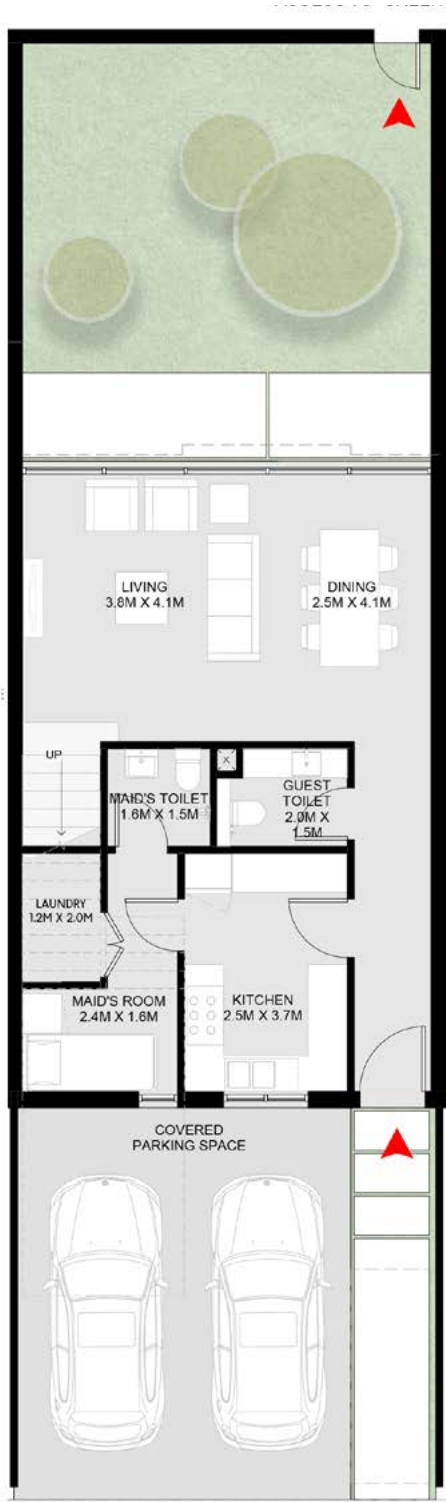 LIVING
3.8M X 4.1M
DINING
2.5M X 4.1M
UP
MAID'S TOILET
1.6M X 1.5M
X
GUEST
TOILET
2.0M X
1.5M
LAUNDRY
1.2M X 2.0M
MAID'S ROOM
2.4M X 1.6M
KITCHEN
2.5M X 3.7M
COVERED
PARKING SPACE